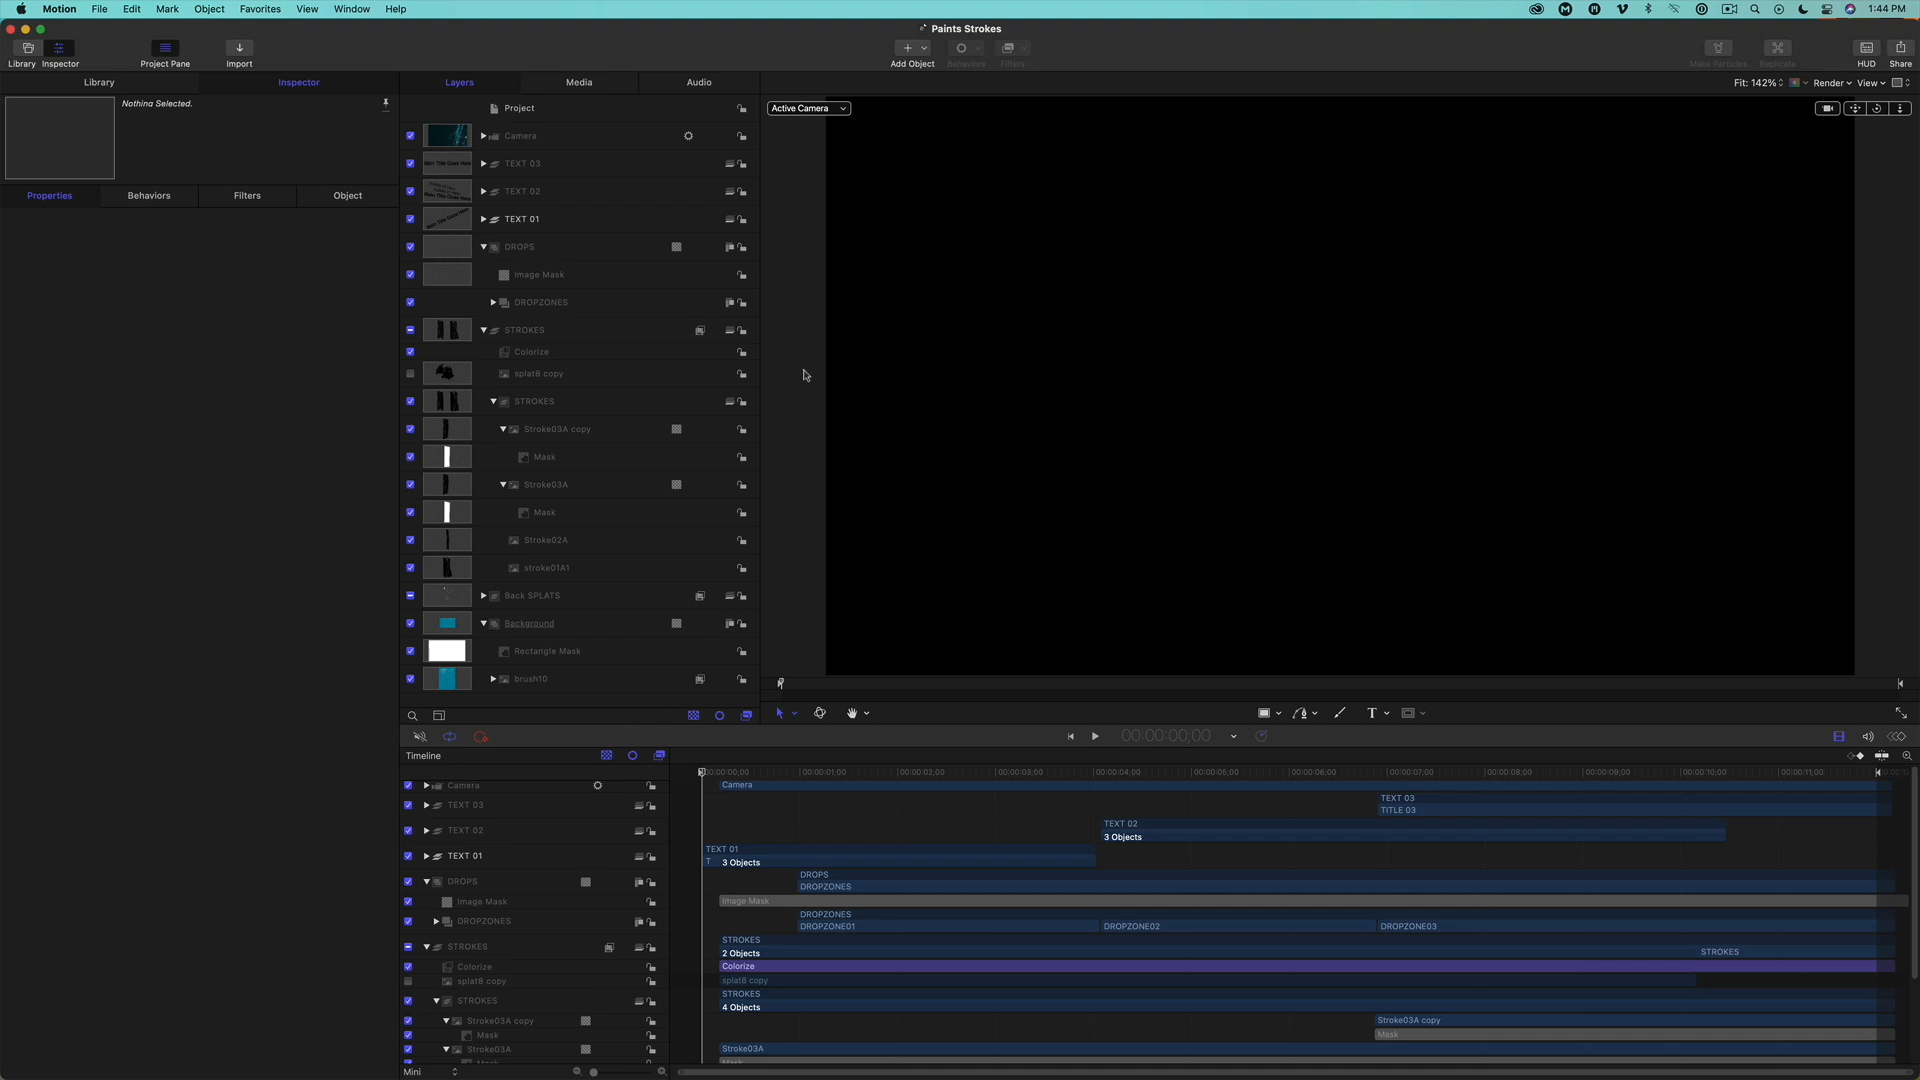 Motion File Edit Mark Object Favorites View Window Help 1:44 PM
Paints Strokes
Library Inspector Project Pane Import Add Object Behaviors Filters Make Particles Replicate HUD Share
Library Inspector Layers Media Audio
Fit: 142% Render View
Nothing Selected.
Properties Behaviors Filters Object
Active Camera
Project
Camera
TEXT 03
TEXT 02
TEXT 01
DROPS
Image Mask
DROPZONES
STROKES
Colorize
splat8 copy
STROKES
Stroke03A copy
Mask
Stroke03A
Mask
Stroke02A
stroke01A1
Back SPLATS
Background
Rectangle Mask
brush10
T
00:00:00;00
Timeline
00:00:00;00 00:00:01;00 00:00:02;00 00:00:03;00 00:00:04;00 00:00:05;00 00:00:06;00 00:00:07;00 00:00:08;00 00:00:09;00 00:00:10;00 00:00:11;00
Camera Camera
TEXT 03 TEXT 03
TITLE 03
TEXT 02 TEXT 02
3 Objects
TEXT 01 TEXT 01
T 3 Objects
DROPS DROPS
DROPZONES
Image Mask Image Mask
DROPZONES DROPZONES
DROPZONE01 DROPZONE02 DROPZONE03
STROKES STROKES
2 Objects STROKES
Colorize Colorize
splat8 copy splat8 copy
STROKES STROKES
4 Objects
Stroke03A copy Stroke03A copy
Mask Mask
Stroke03A Stroke03A
Mask Mask
Mini